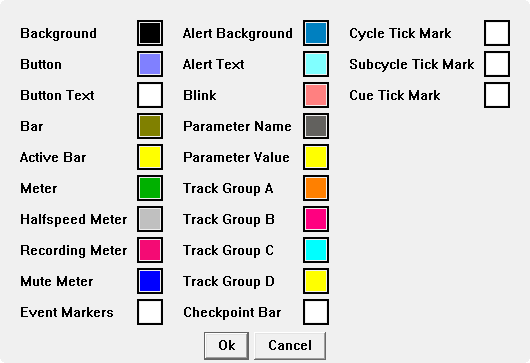 Background
Button
Button Text
Bar
Active Bar
Meter
Halfspeed Meter
Recording Meter
Mute Meter
Event Markers
Alert Background
Alert Text
Blink
Parameter Name
Parameter Value
Track Group A
Track Group B
Track Group C
Track Group D
Checkpoint Bar
Cycle Tick Mark
Subcycle Tick Mark
Cue Tick Mark
Ok
Cancel